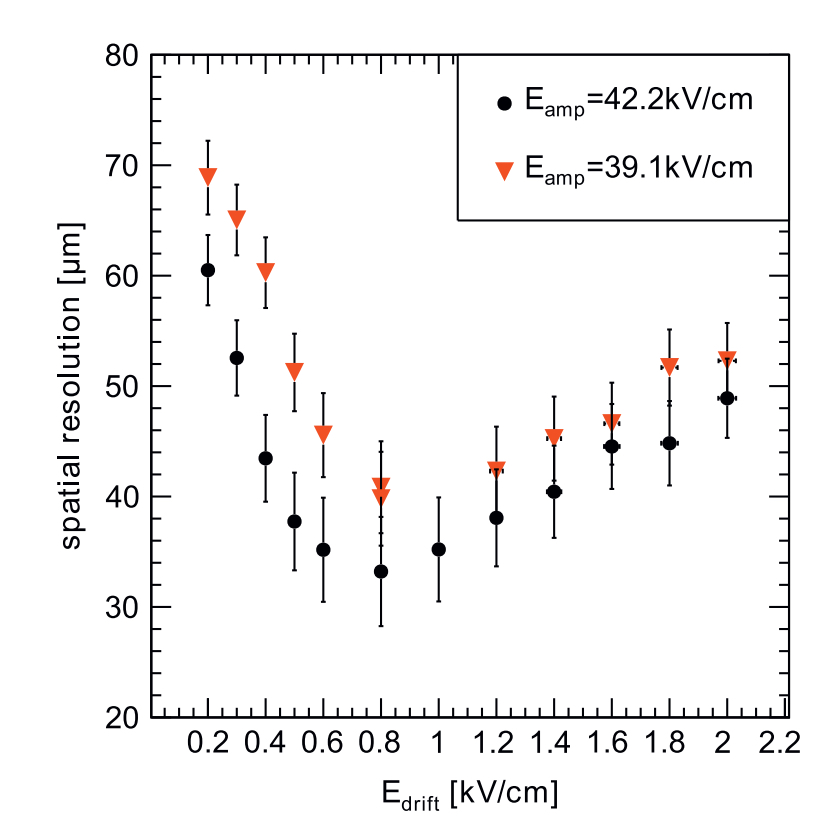 80
70
60
50
40
30
20
spatial resolution [µm]
E_amp=42.2kV/cm
E_amp=39.1kV/cm
0.2 0.4 0.6 0.8 1 1.2 1.4 1.6 1.8 2 2.2
E_drift [kV/cm]